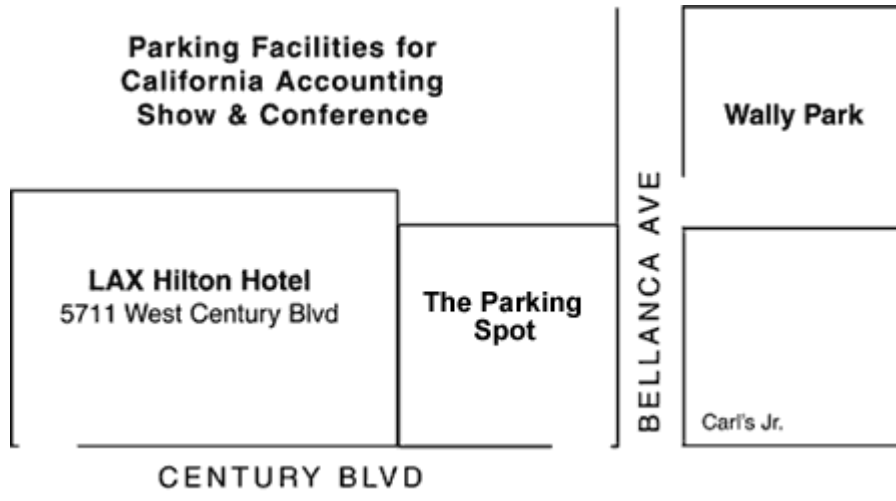 Parking Facilities for
California Accounting
Show & Conference
Wally Park
BELLANCA AVE
LAX Hilton Hotel
5711 West Century Blvd
The Parking
Spot
Carl's Jr.
CENTURY BLVD